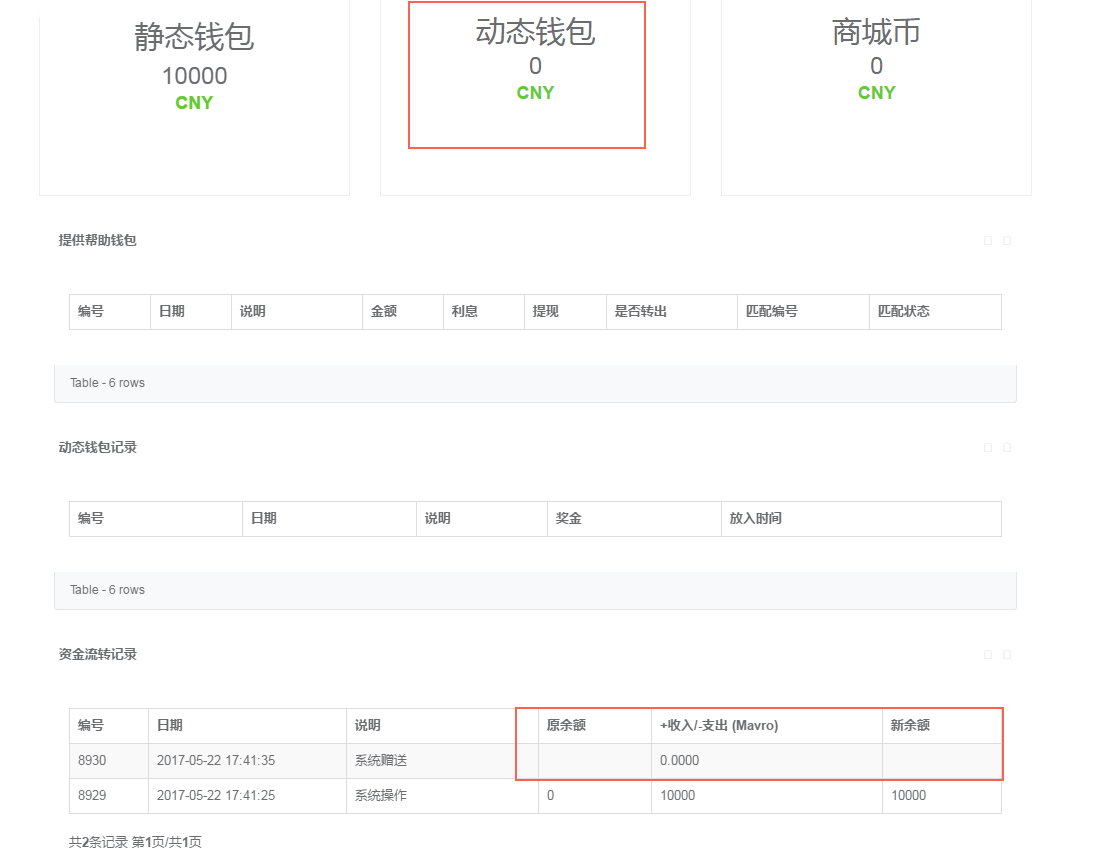 静态钱包 动态钱包 商城币
10000 0 0
CNY CNY CNY
提供帮助钱包
编号 日期 说明 金额 利息 提现 是否转出 匹配编号 匹配状态
Table - 6 rows
动态钱包记录
编号 日期 说明 奖金 放入时间
Table - 6 rows
资金流转记录
编号 日期 说明 原余额 +收入/-支出 (Mavro) 新余额
8930 2017-05-22 17:41:35 系统赠送 0.0000
8929 2017-05-22 17:41:25 系统操作 0 10000 10000
共2条记录 第1页/共1页